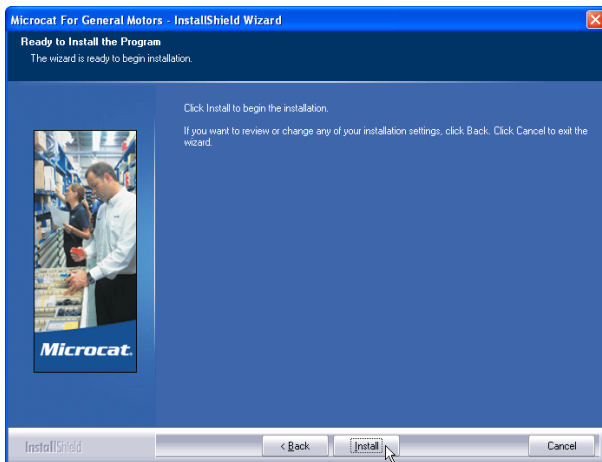 Microcat For General Motors - InstallShield Wizard
Ready to Install the Program
The wizard is ready to begin installation.
Click Install to begin the installation.
If you want to review or change any of your installation settings, click Back. Click Cancel to exit the
wizard.
Microcat.
InstallShield
< Back
Install
Cancel